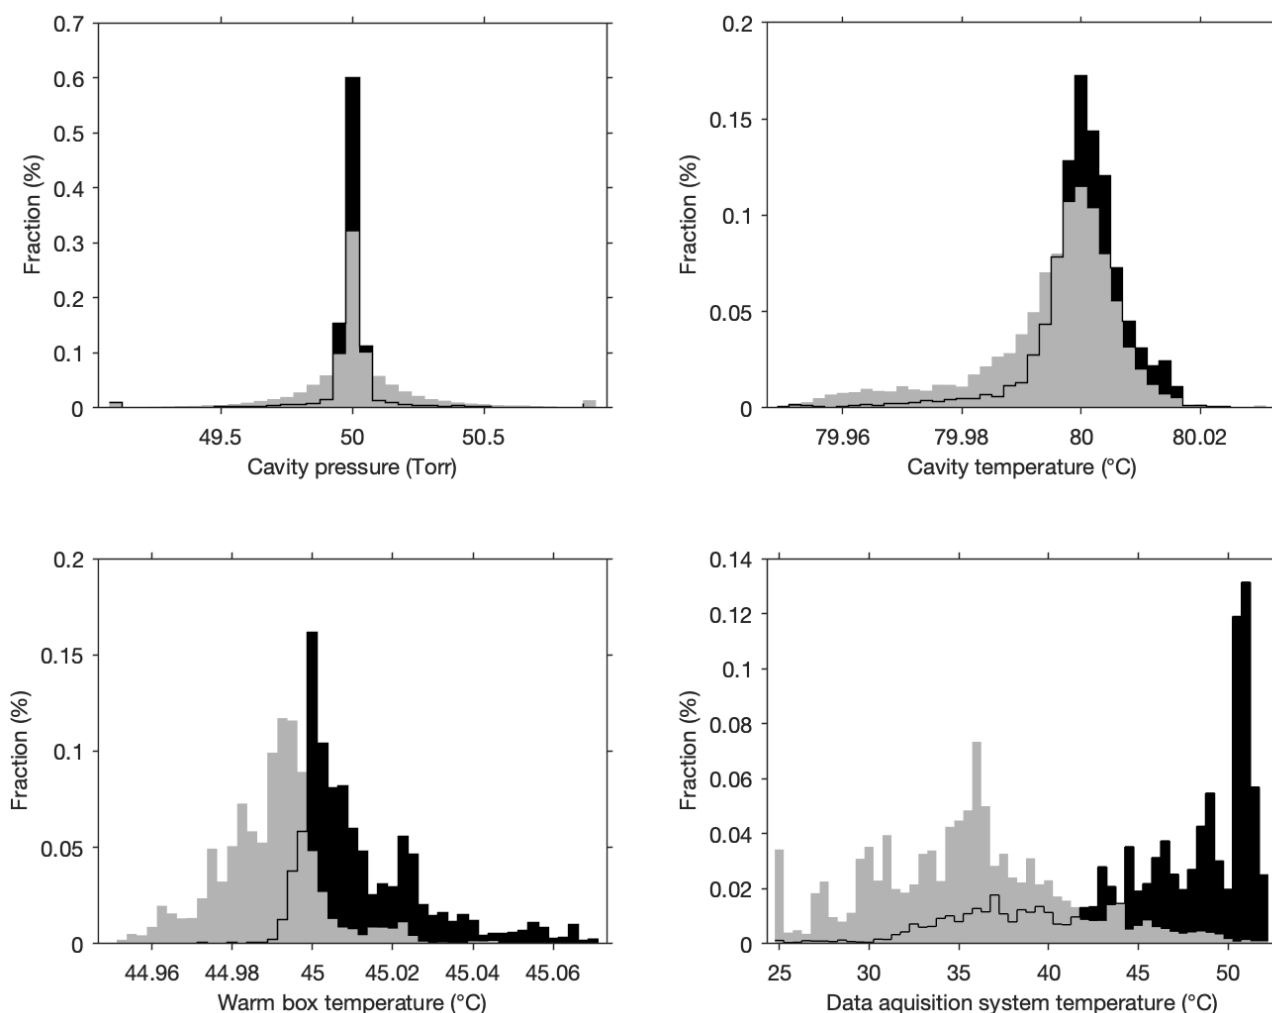 0.7
0.6
0.5
0.4
0.3
0.2
0.1
0
Fraction (%)
49.5 50 50.5
Cavity pressure (Torr)
0.2
0.15
0.1
0.05
0
Fraction (%)
79.96 79.98 80 80.02
Cavity temperature (°C)
0.2
0.15
0.1
0.05
0
Fraction (%)
44.96 44.98 45 45.02 45.04 45.06
Warm box temperature (°C)
0.14
0.12
0.1
0.08
0.06
0.04
0.02
0
Fraction (%)
25 30 35 40 45 50
Data aquisition system temperature (°C)